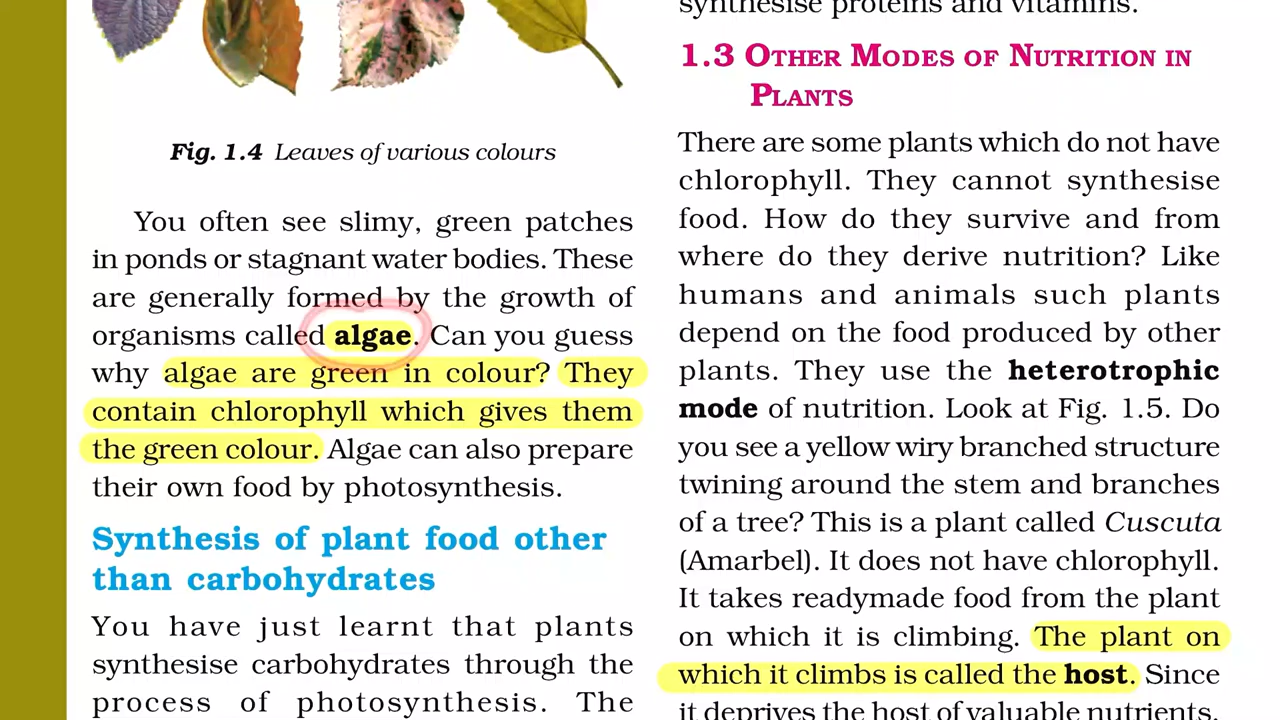 Fig. 1.4 Leaves of various colours
You often see slimy, green patches
in ponds or stagnant water bodies. These
are generally formed by the growth of
organisms called algae. Can you guess
why algae are green in colour? They
contain chlorophyll which gives them
the green colour. Algae can also prepare
their own food by photosynthesis.
Synthesis of plant food other
than carbohydrates
You have just learnt that plants
synthesise carbohydrates through the
process of photosynthesis. The
synthesise proteins and vitamins.
1.3 OTHER MODES OF NUTRITION IN
PLANTS
There are some plants which do not have
chlorophyll. They cannot synthesise
food. How do they survive and from
where do they derive nutrition? Like
humans and animals such plants
depend on the food produced by other
plants. They use the heterotrophic
mode of nutrition. Look at Fig. 1.5. Do
you see a yellow wiry branched structure
twining around the stem and branches
of a tree? This is a plant called Cuscuta
(Amarbel). It does not have chlorophyll.
It takes readymade food from the plant
on which it is climbing. The plant on
which it climbs is called the host. Since
it deprives the host of valuable nutrients,